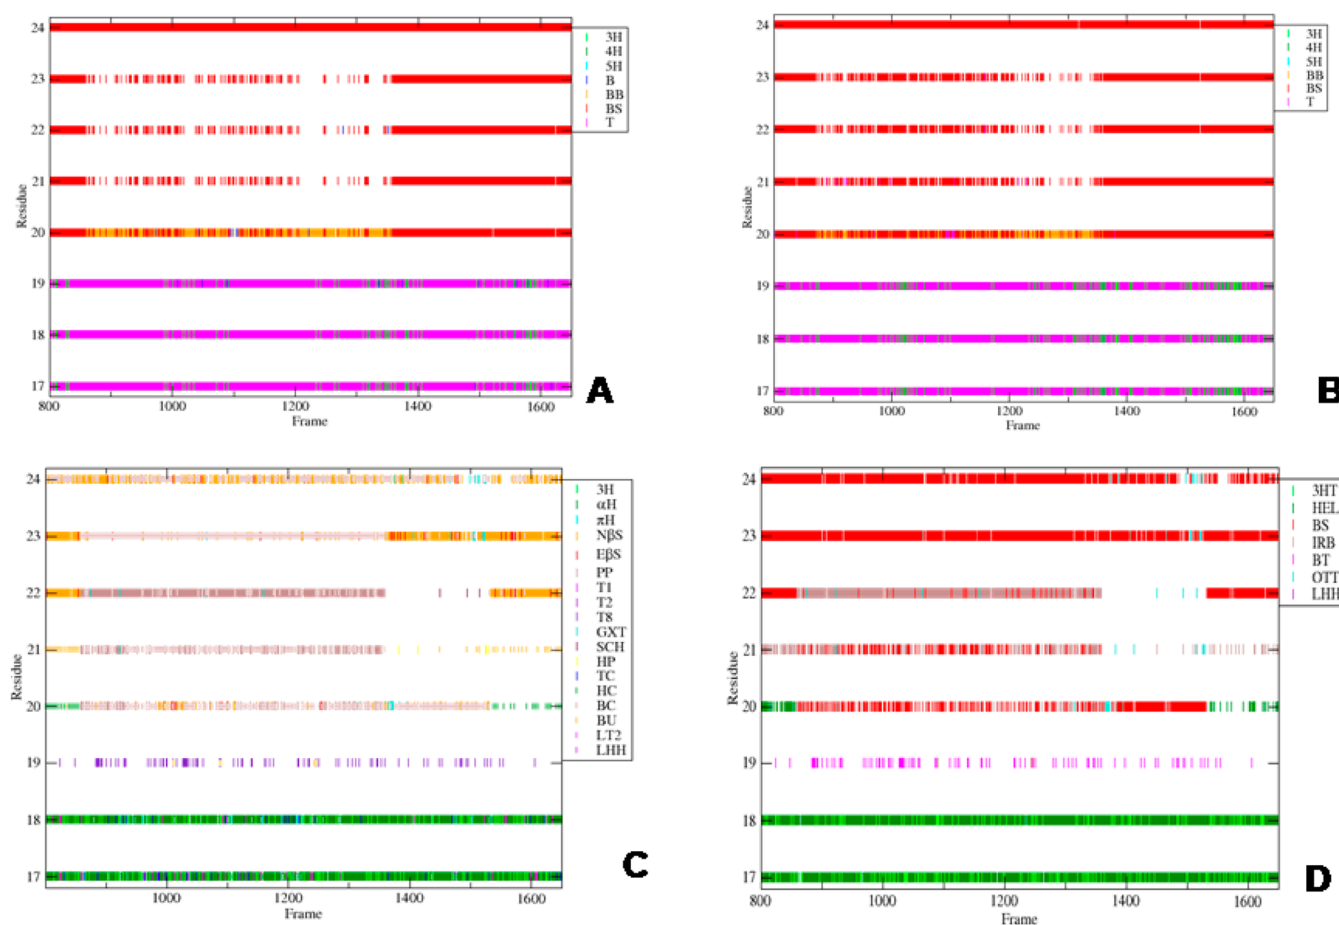 24
23
22
21
20
19
18
17
Residue
800
1000
1200
1400
1600
Frame
3H
4H
5H
B
BB
BS
T
A
24
23
22
21
20
19
18
17
Residue
800
1000
1200
1400
1600
Frame
3H
4H
5H
BB
BS
T
B
24
23
22
21
20
19
18
17
Residue
1000
1200
1400
1600
Frame
3H
αH
πH
NβS
EβS
PP
T1
T2
T8
GXT
SCH
HP
TC
HC
BC
BU
LT2
LHH
C
24
23
22
21
20
19
18
17
Residue
800
1000
1200
1400
1600
Frame
3HT
HEL
BS
IRB
BT
OTT
LHH
D